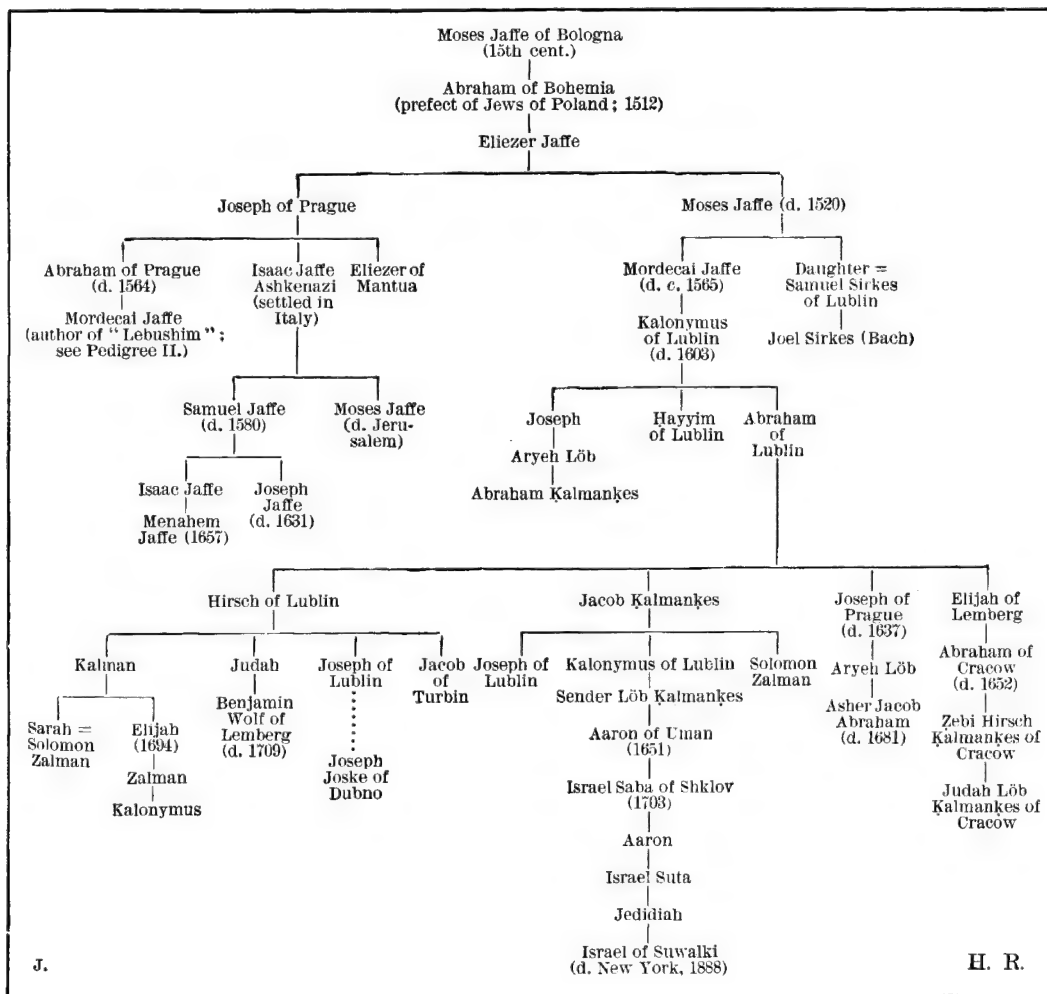 Moses Jaffe of Bologna
(15th cent.)
Abraham of Bohemia
(prefect of Jews of Poland; 1512)
Eliezer Jaffe
Joseph of Prague
Moses Jaffe (d. 1520)
Abraham of Prague
(d. 1564)
Mordecai Jaffe
(author of "Lebushim";
see Pedigree II.)
Isaac Jaffe
Ashkenazi
(settled in
Italy)
Eliezer of
Mantua
Mordecai Jaffe
(d. c. 1565)
Kalonymus
of Lublin
(d. 1603)
Daughter =
Samuel Sirkes
of Lublin
Joel Sirkes (Bach)
Samuel Jaffe
(d. 1580)
Moses Jaffe
(d. Jeru-
salem)
Isaac Jaffe
Menahem
Jaffe (1657)
Joseph
Jaffe
(d. 1631)
Joseph
Aryeh Löb
Abraham Ḳalmanḳes
Ḥayyim
of Lublin
Abraham
of
Lublin
Hirsch of Lublin
Jacob Ḳalmanḳes
Joseph of
Prague
(d. 1637)
Aryeh Löb
Asher Jacob
Abraham
(d. 1681)
Elijah of
Lemberg
Abraham of
Cracow
(d. 1652)
Ẓebi Hirsch
Ḳalmanḳes of
Cracow
Judah Löb
Ḳalmanḳes of
Cracow
Kalman
Sarah =
Solomon
Zalman
Elijah
(1694)
Zalman
Kalonymus
Judah
Benjamin
Wolf of
Lemberg
(d. 1709)
Joseph of
Lublin
Joseph
Joske of
Dubno
Jacob
of
Turbin
Joseph of
Lublin
Kalonymus of Lublin
Sender Löb Ḳalmanḳes
Aaron of Uman
(1651)
Israel Saba of Shklov
(1703)
Aaron
Israel Suta
Jedidiah
Israel of Suwalki
(d. New York, 1888)
Solomon
Zalman
J.
H. R.